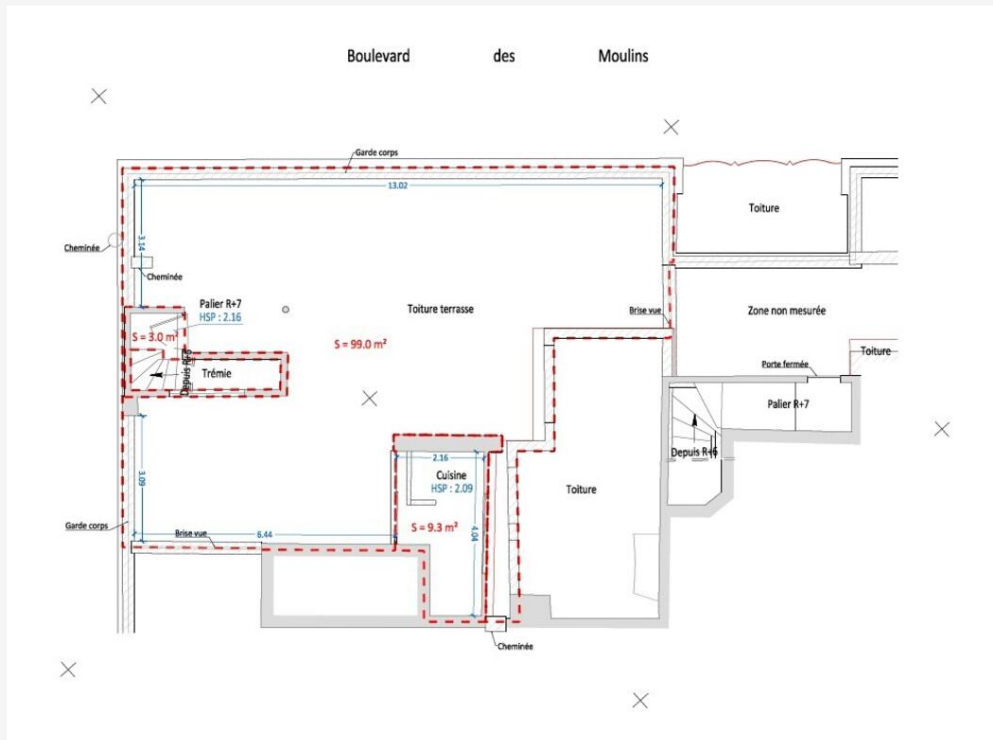 Boulevard des Moulins
Garde corps
13.02
Toiture
Cheminée
3.14
Cheminée
Palier R+7
HSP : 2.16
Toiture terrasse
Brise vue
Zone non mesurée
S = 3.0 m²
S = 99.0 m²
Toiture
Depuis R+6
Trémie
Porte fermée
Palier R+7
Depuis R+6
2.16
Cuisine
HSP : 2.09
3.09
Toiture
S = 9.3 m²
4.04
Garde corps
Brise vue
6.44
Cheminée